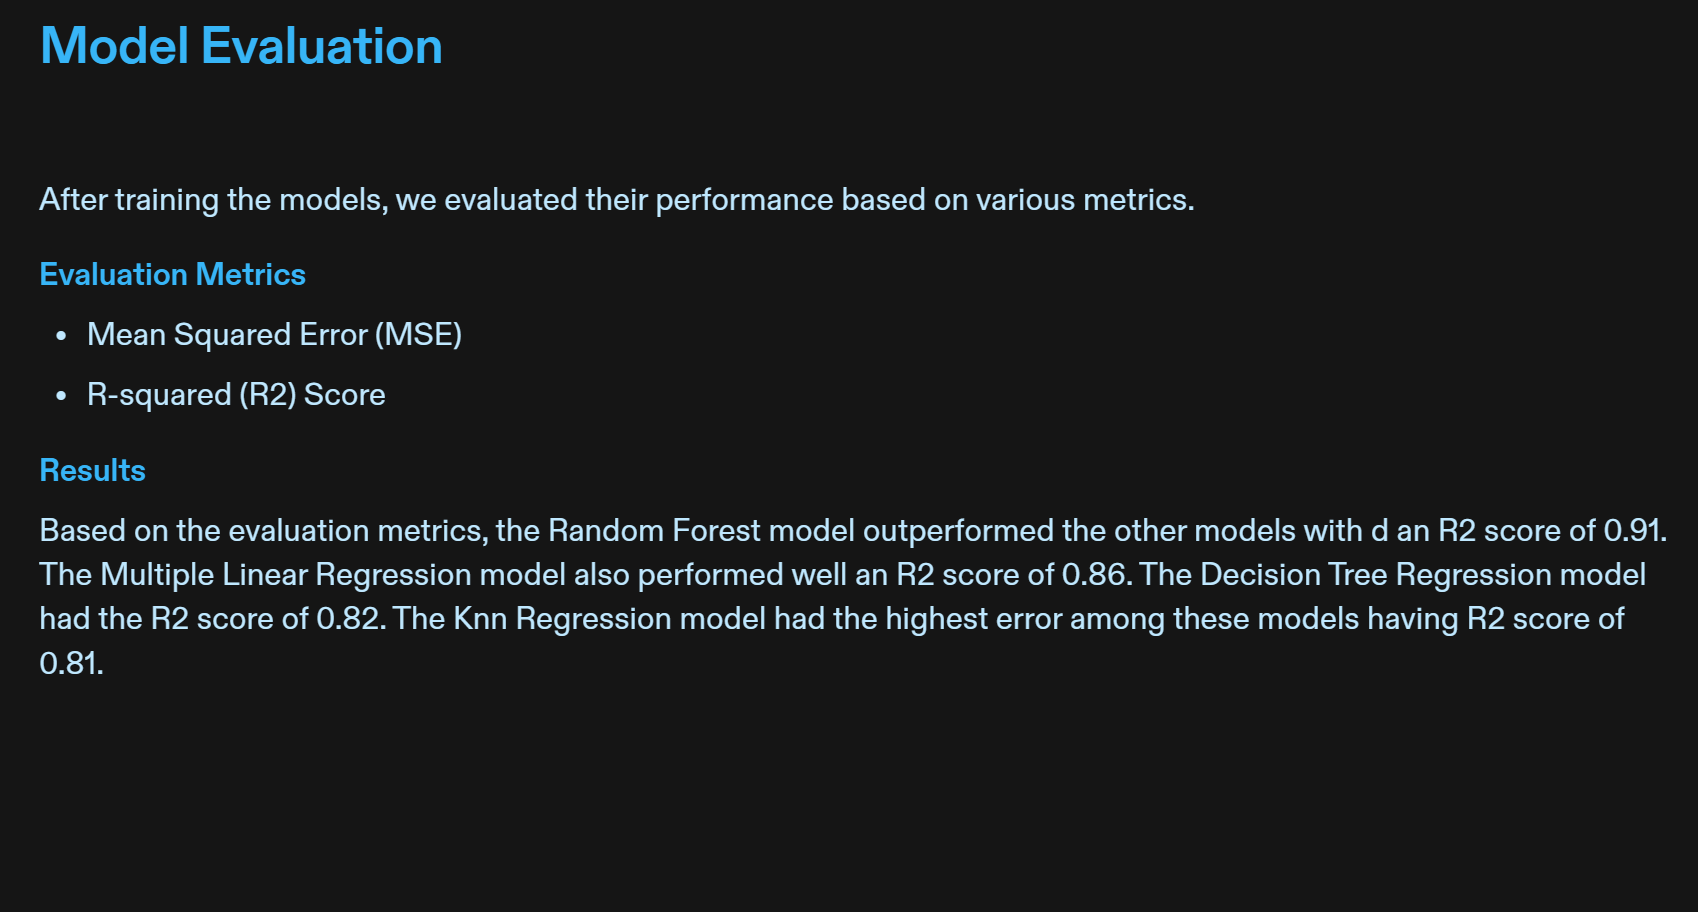 Model Evaluation
After training the models, we evaluated their performance based on various metrics.
Evaluation Metrics
• Mean Squared Error (MSE)
• R-squared (R2) Score
Results
Based on the evaluation metrics, the Random Forest model outperformed the other models with d an R2 score of 0.91.
The Multiple Linear Regression model also performed well an R2 score of 0.86. The Decision Tree Regression model
had the R2 score of 0.82. The Knn Regression model had the highest error among these models having R2 score of
0.81.